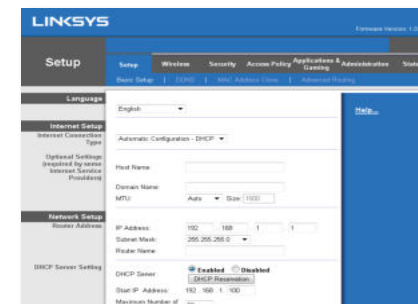 LINKSYS
Firmware Version: 1.0
Setup
Setup Wireless Security Access Policy Applications & Gaming Administration
Basic Setup | DDNS | MAC Address Clone | Advanced Routing
Language
English
Help...
Internet Setup
Internet Connection Type
Automatic Configuration - DHCP
Optional Settings
(required by some
Internet Service
Providers)
Host Name:
Domain Name:
MTU: Auto Size: 1500
Network Setup
Router Address
IP Address: 192 168 1 1
Subnet Mask: 255.255.255.0
Router Name:
DHCP Server Setting
DHCP Server Enabled Disabled
DHCP Reservation
Start IP Address: 192 . 168 . 1 . 100
Maximum Number of